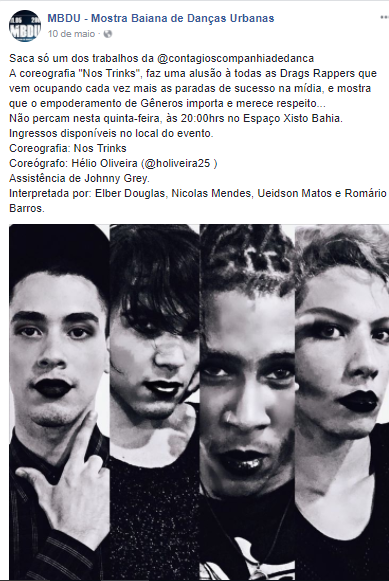 MBDU - Mostra Baiana de Danças Urbanas
10 de maio ·
Saca só um dos trabalhos da @contagioscompanhiadedanca
A coreografia "Nos Trinks", faz uma alusão à todas as Drags Rappers que
vem ocupando cada vez mais as paradas de sucesso na mídia, e mostra
que o empoderamento de Gêneros importa e merece respeito...
Não percam nesta quinta-feira, às 20:00hrs no Espaço Xisto Bahia.
Ingressos disponíveis no local do evento.
Coreografia: Nos Trinks
Coreógrafo: Hélio Oliveira (@holiveira25 )
Assistência de Johnny Grey.
Interpretada por: Elber Douglas, Nicolas Mendes, Ueidson Matos e Romário
Barros.